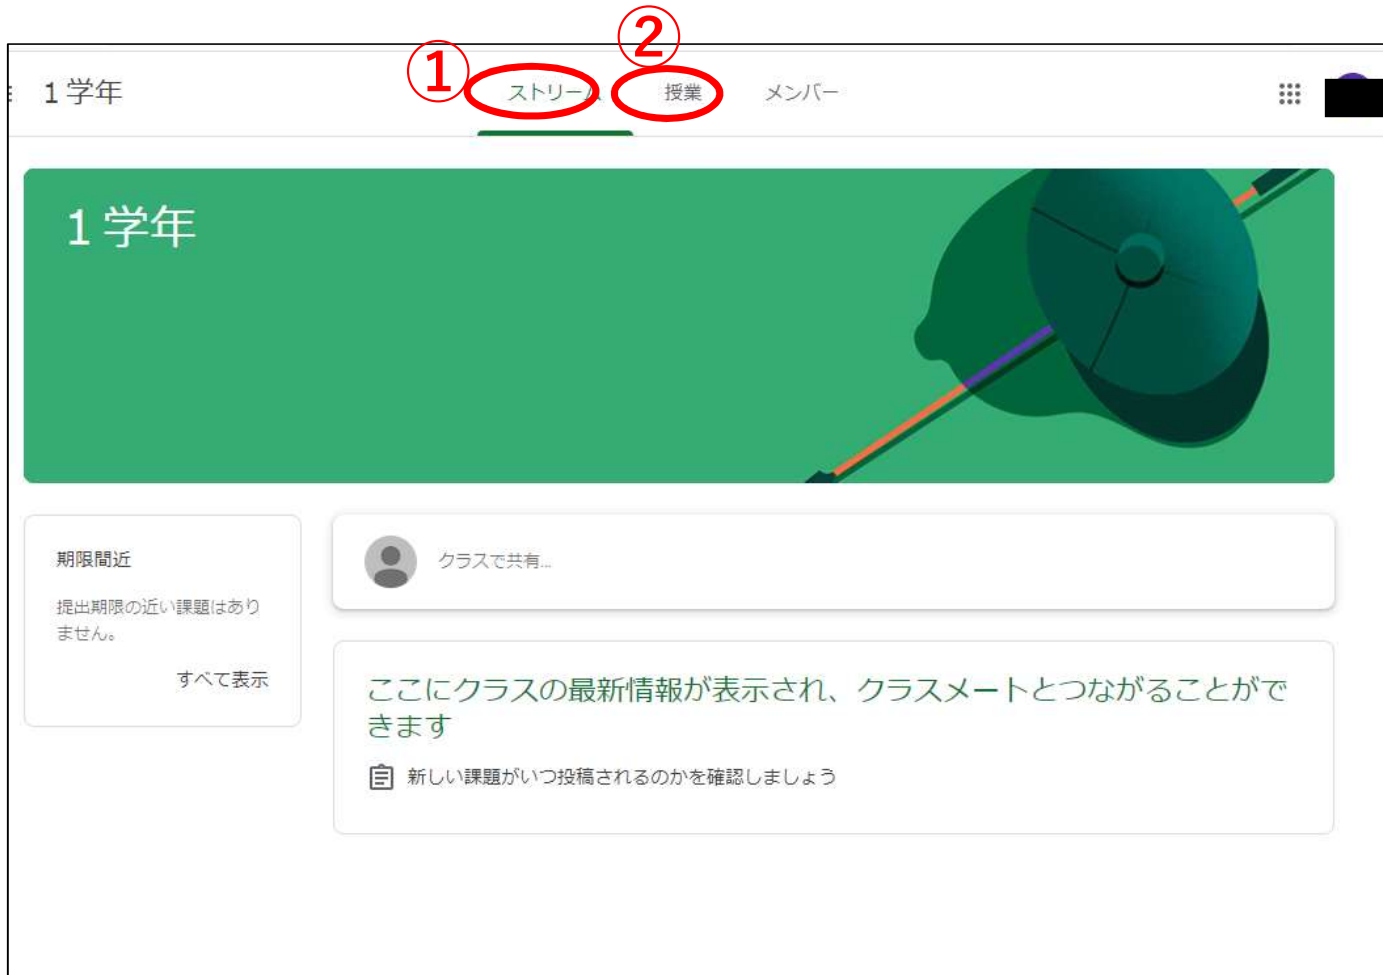 ① ②
1学年 ストリーム 授業 メンバー
1学年
期限間近
提出期限の近い課題はあり
ません。
すべて表示
クラスで共有...
ここにクラスの最新情報が表示され、クラスメートとつながることがで
きます
新しい課題がいつ投稿されるのかを確認しましょう